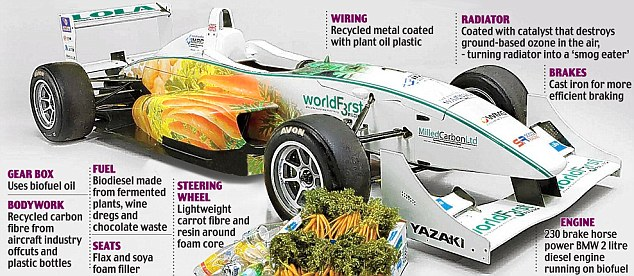 LOLA
WIRING
Recycled metal coated
with plant oil plastic
RADIATOR
Coated with catalyst that destroys
ground-based ozone in the air,
- turning radiator into a ‘smog eater’
BRAKES
Cast iron for more
efficient braking
worldF3rst
MilledCarbonLtd
AVON
GEAR BOX
Uses biofuel oil
BODYWORK
Recycled carbon
fibre from
aircraft industry
offcuts and
plastic bottles
FUEL
Biodiesel made
from fermented
plants, wine
dregs and
chocolate waste
SEATS
Flax and soya
foam filler
STEERING
WHEEL
Lightweight
carrot fibre and
resin around
foam core
YAZAKI
ENGINE
230 brake horse
power BMW 2 litre
diesel engine
running on biofuel